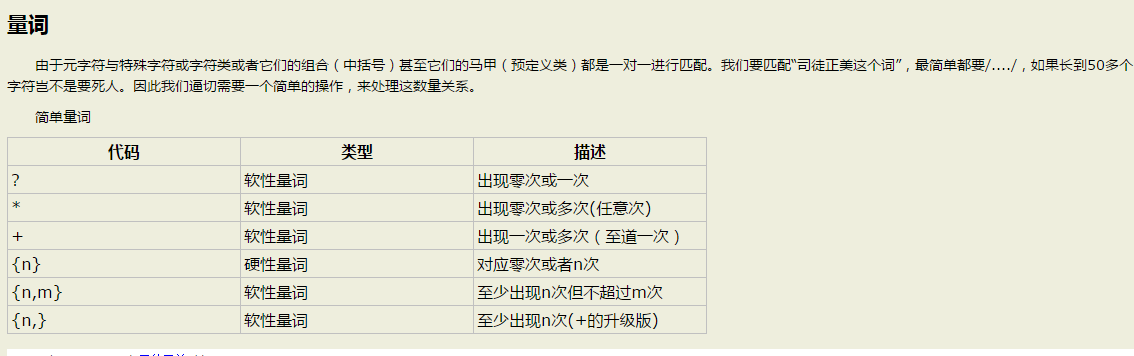 量词
由于元字符与特殊字符或字符类或者它们的组合（中括号）甚至它们的马甲（预定义类）都是一对一进行匹配。我们要匹配“司徒正美这个词”，最简单都要/..../，如果长到50多个
字符岂不是要死人。因此我们逼切需要一个简单的操作，来处理这数量关系。
简单量词
代码 类型 描述
? 软性量词 出现零次或一次
* 软性量词 出现零次或多次(任意次)
+ 软性量词 出现一次或多次（至道一次）
{n} 硬性量词 对应零次或者n次
{n,m} 软性量词 至少出现n次但不超过m次
{n,} 软性量词 至少出现n次(+的升级版)